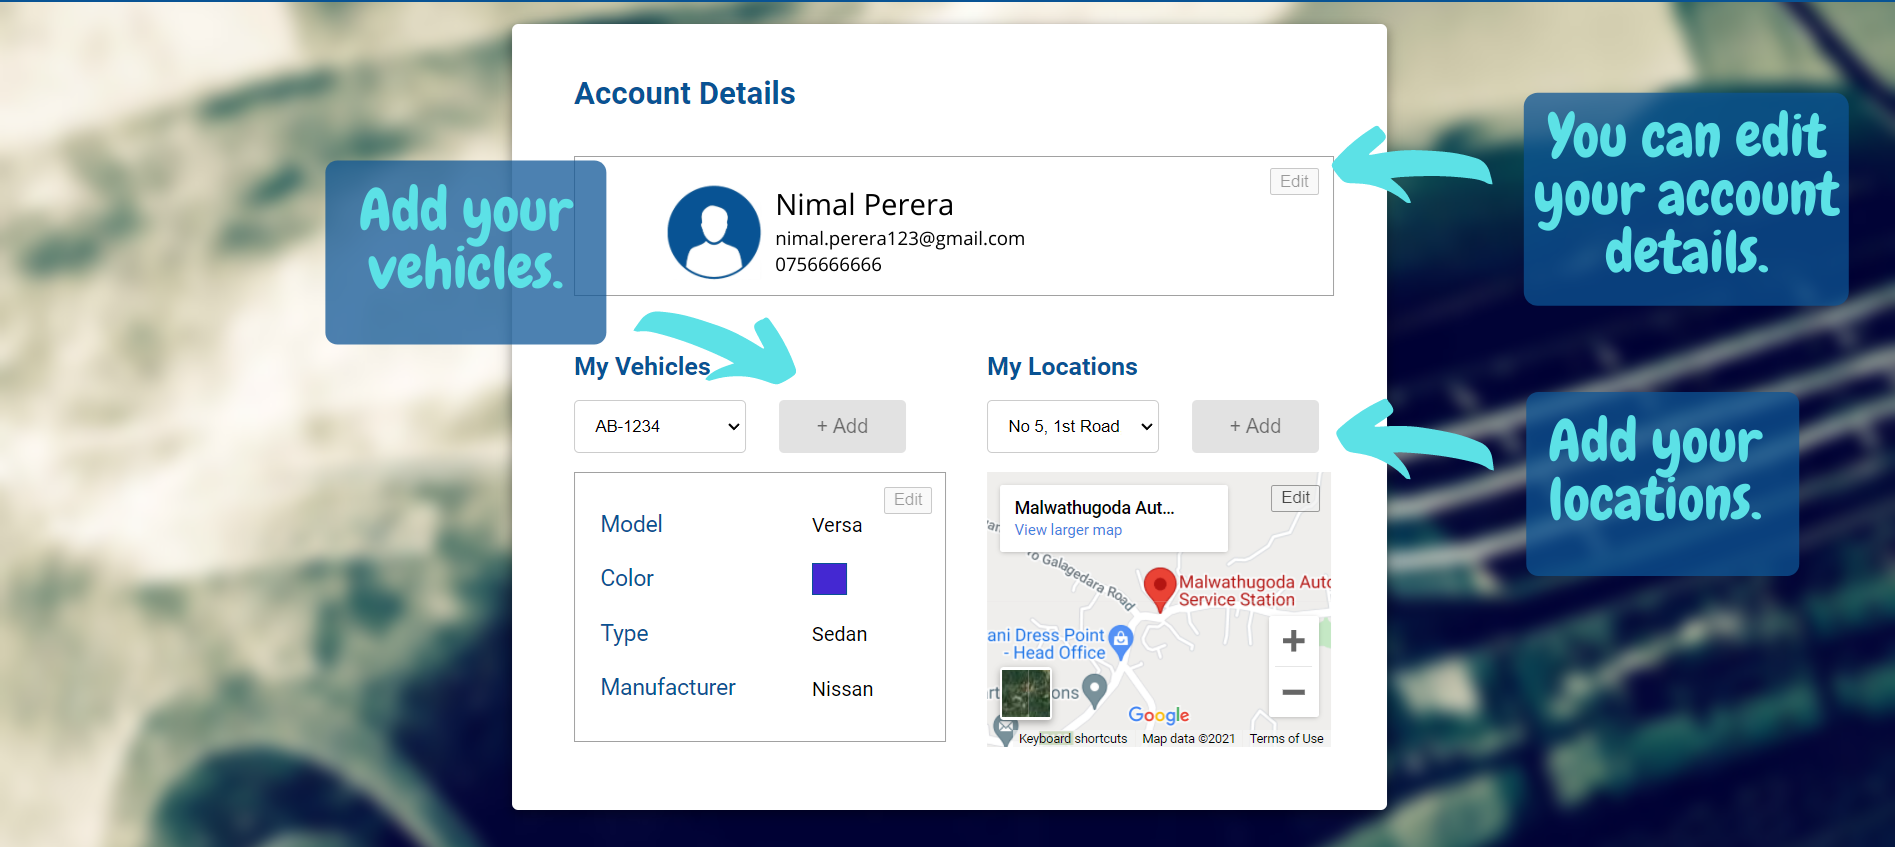 Account Details
Add your
vehicles.
Edit
Nimal Perera
nimal.perera123@gmail.com
0756666666
You can edit
your account
details.
My Vehicles
AB-1234
+ Add
My Locations
No 5, 1st Road
+ Add
Add your
locations.
Edit
Model Versa
Color
Type Sedan
Manufacturer Nissan
Edit
Malwathugoda Aut...
View larger map
To Galagedara Road
Malwathugoda Auto
Service Station
ani Dress Point
- Head Office
ons
Google
Keyboard shortcuts Map data ©2021 Terms of Use